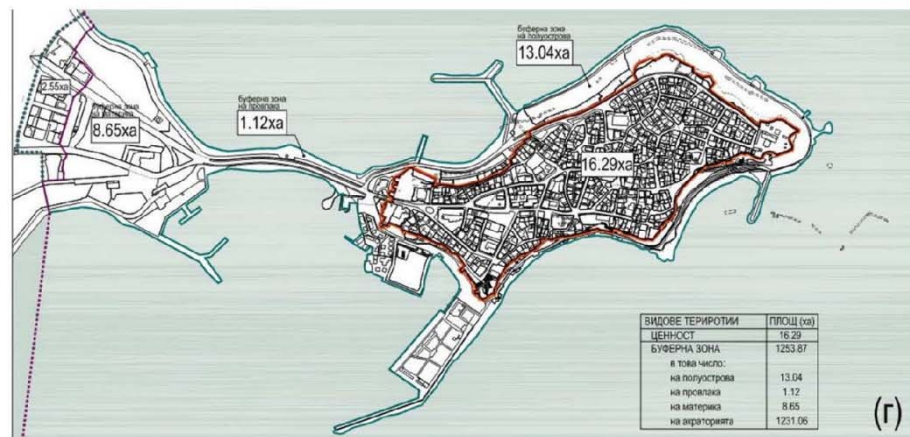 буферна зона
на полуострова
13.04ха
2.55ха
буферна зона
на материка
8.65ха
буферна зона
на провлака
1.12ха
16.29ха
ВИДОВЕ ТЕРИРОТИИ ПЛОЩ (ха)
ЦЕННОСТ 16.29
БУФЕРНА ЗОНА 1253.87
в това число:
на полуострова 13.04
на провлака 1.12
на материка 8.65
на акваторията 1231.06
(г)